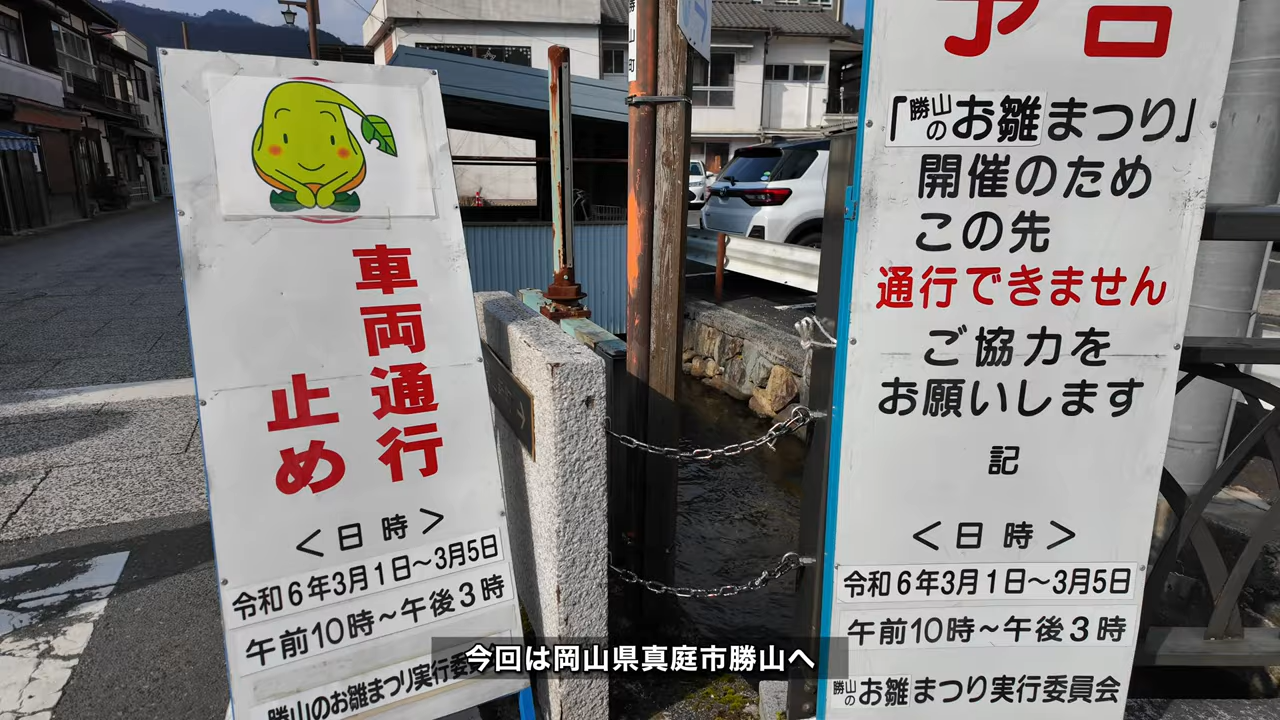 車両通行
止め
＜日時＞
令和6年3月1日～3月5日
午前10時～午後3時
勝山のお雛まつり実行委
予告
「勝山のお雛まつり」
開催のため
この先
通行できません
ご協力を
お願いします
記
＜日時＞
令和6年3月1日～3月5日
午前10時～午後3時
勝山のお雛まつり実行委員会
今回は岡山県真庭市勝山へ